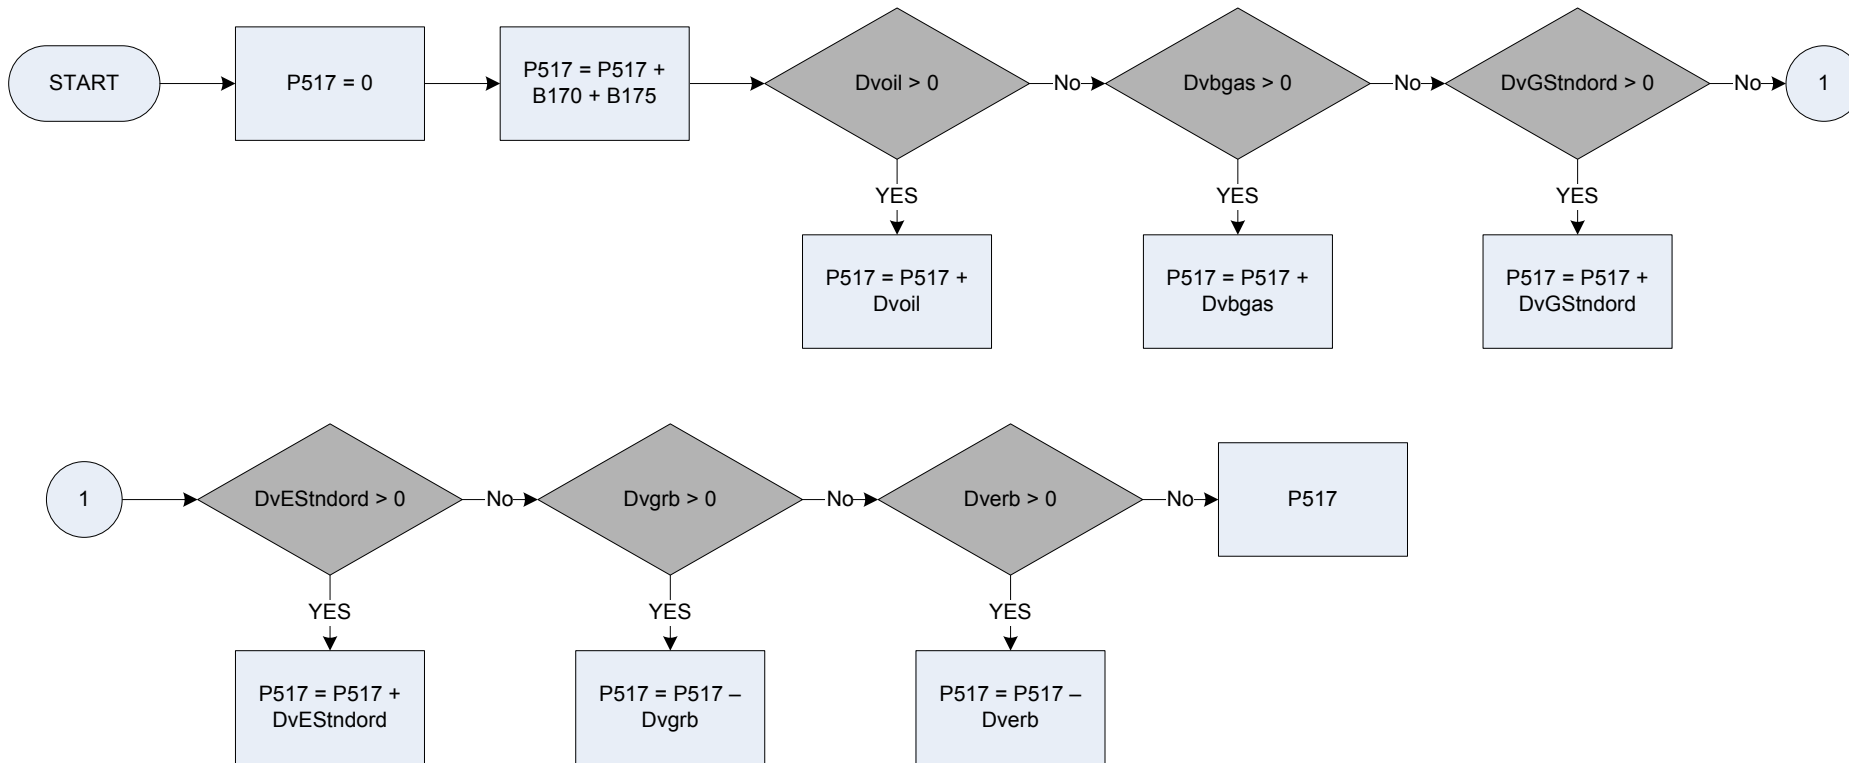 START
P517 = 0
P517 = P517 +
B170 + B175
Dvoil > 0
No
Dvbgas > 0
No
DvGStndord > 0
No
1
YES
YES
YES
P517 = P517 +
Dvoil
P517 = P517 +
Dvbgas
P517 = P517 +
DvGStndord
1
DvEStndord > 0
No
Dvgrb > 0
No
Dverb > 0
No
P517
YES
YES
YES
P517 = P517 +
DvEStndord
P517 = P517 –
Dvgrb
P517 = P517 –
Dverb